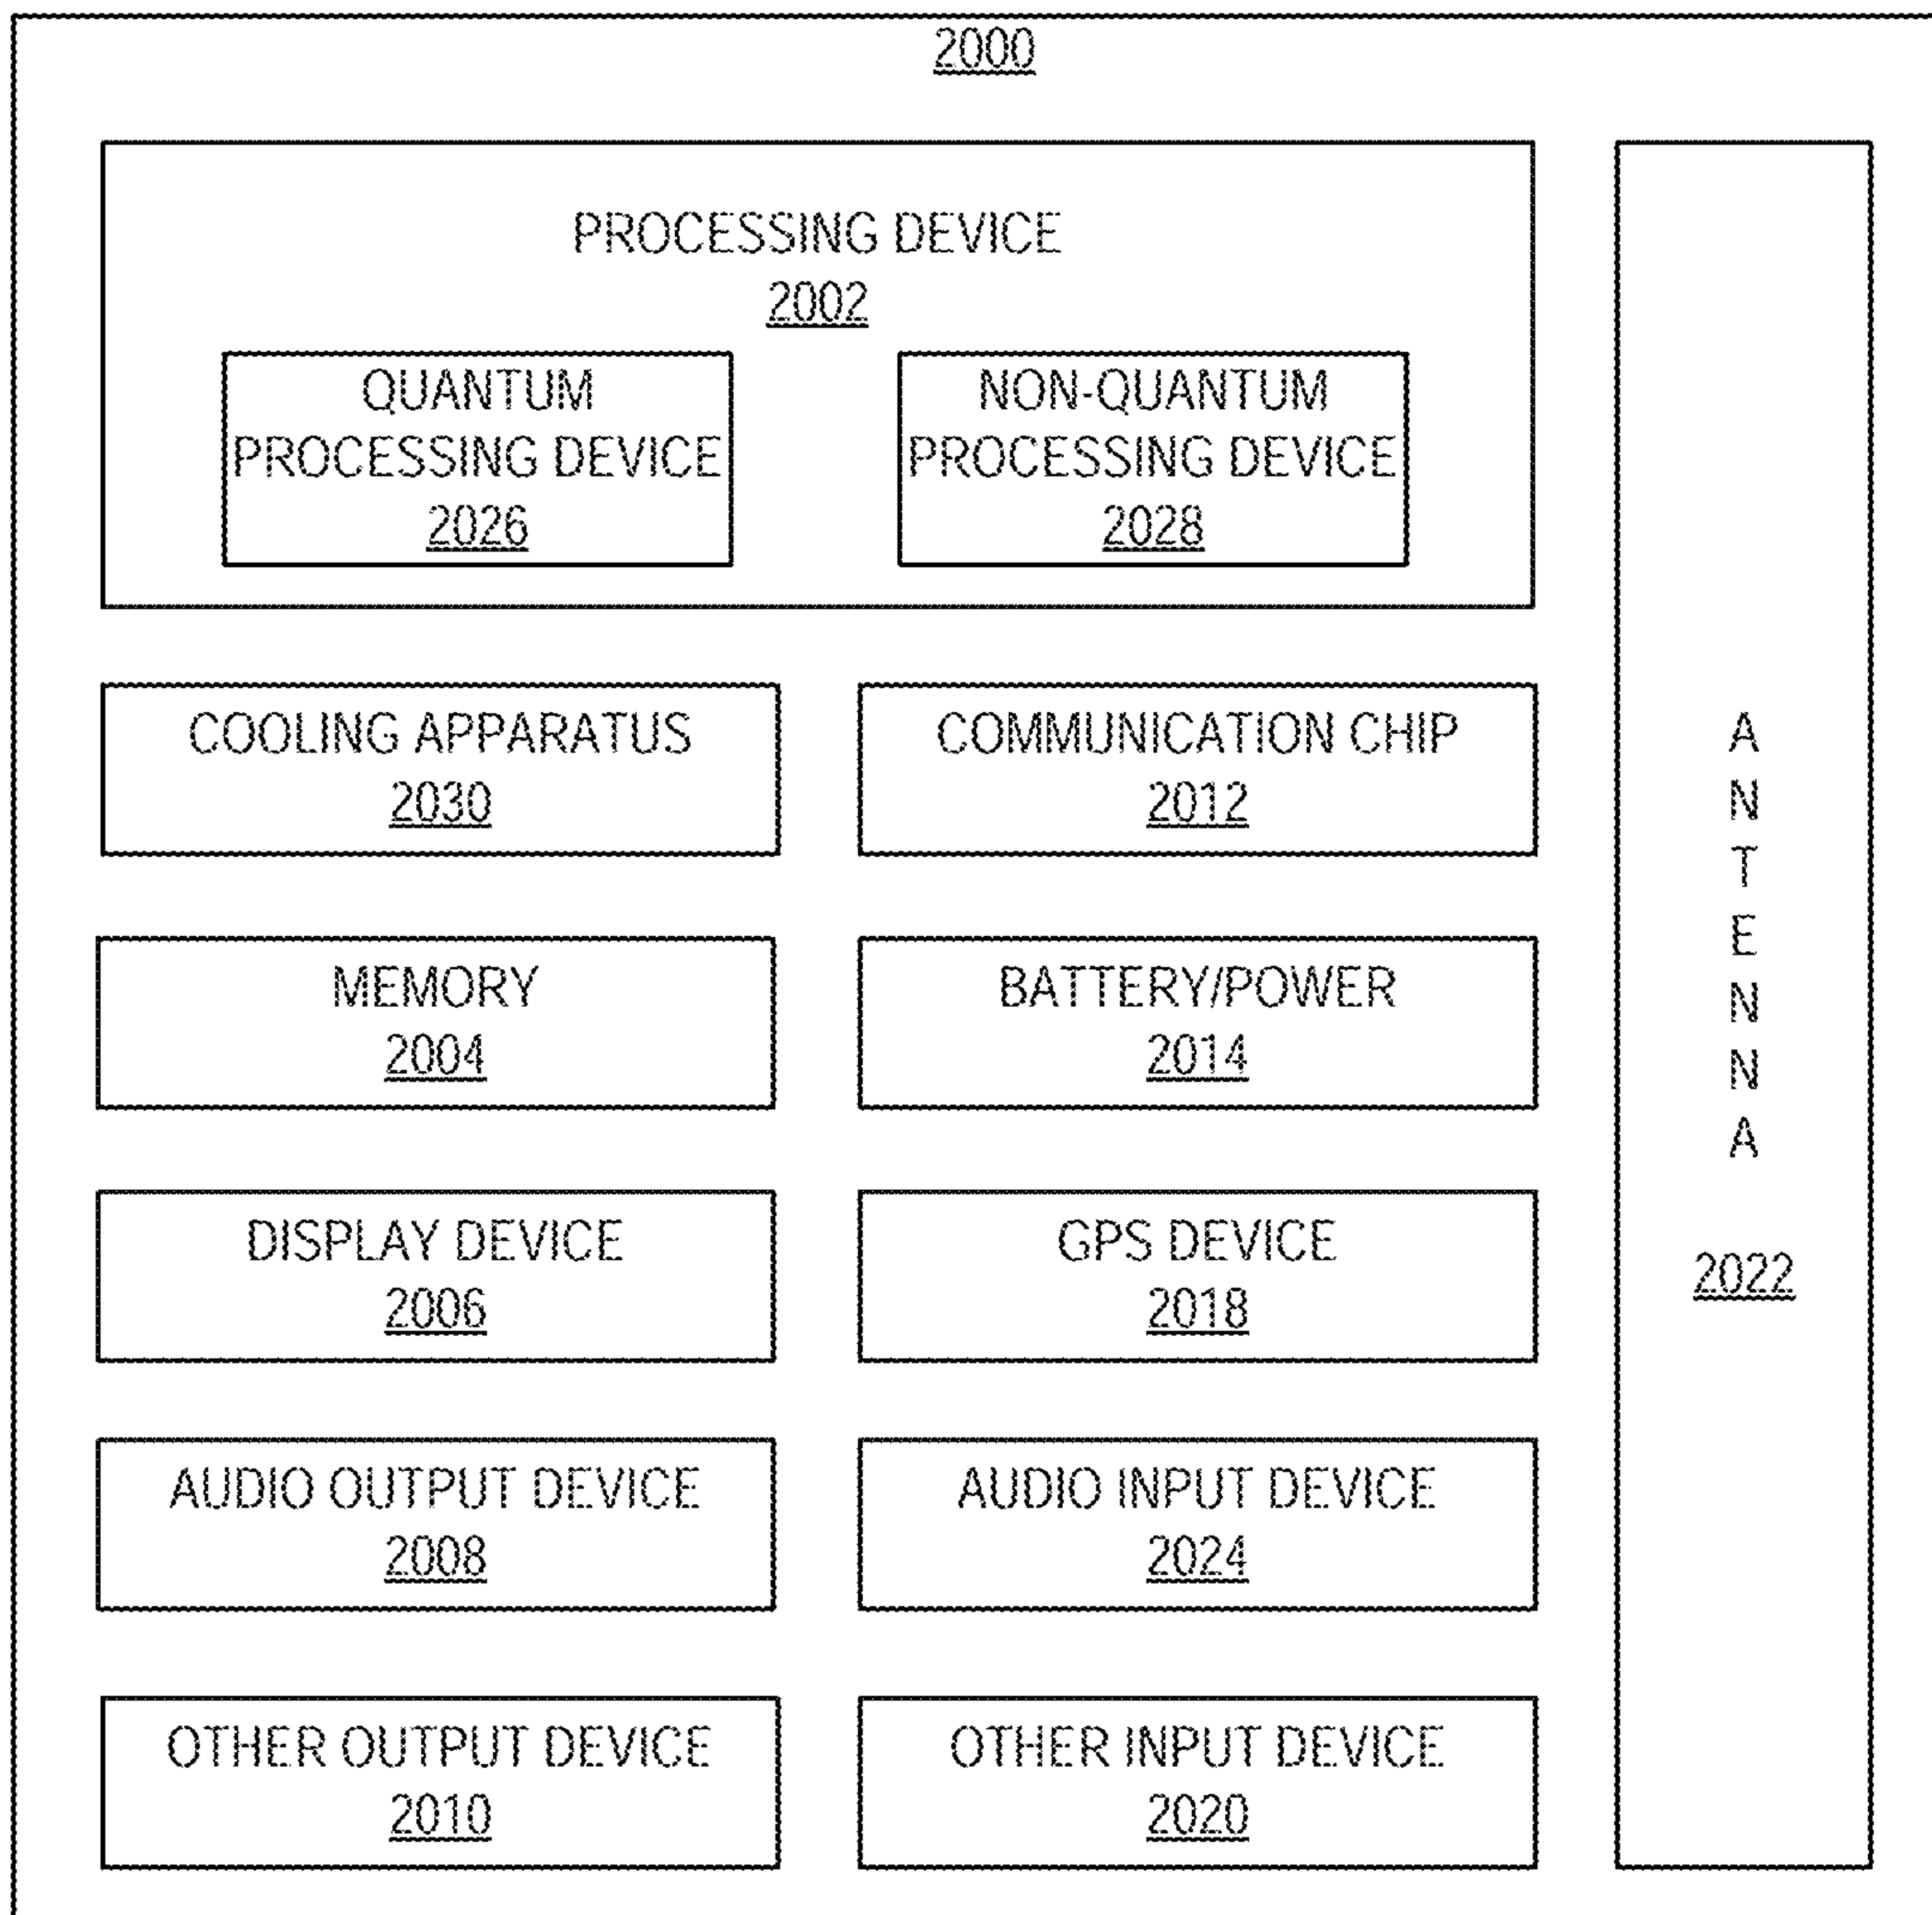 2000
PROCESSING DEVICE
2002
QUANTUM
PROCESSING DEVICE
2026
NON-QUANTUM
PROCESSING DEVICE
2028
COOLING APPARATUS
2030
COMMUNICATION CHIP
2012
MEMORY
2004
BATTERY/POWER
2014
DISPLAY DEVICE
2006
GPS DEVICE
2018
AUDIO OUTPUT DEVICE
2008
AUDIO INPUT DEVICE
2024
OTHER OUTPUT DEVICE
2010
OTHER INPUT DEVICE
2020
ANTENNA
2022